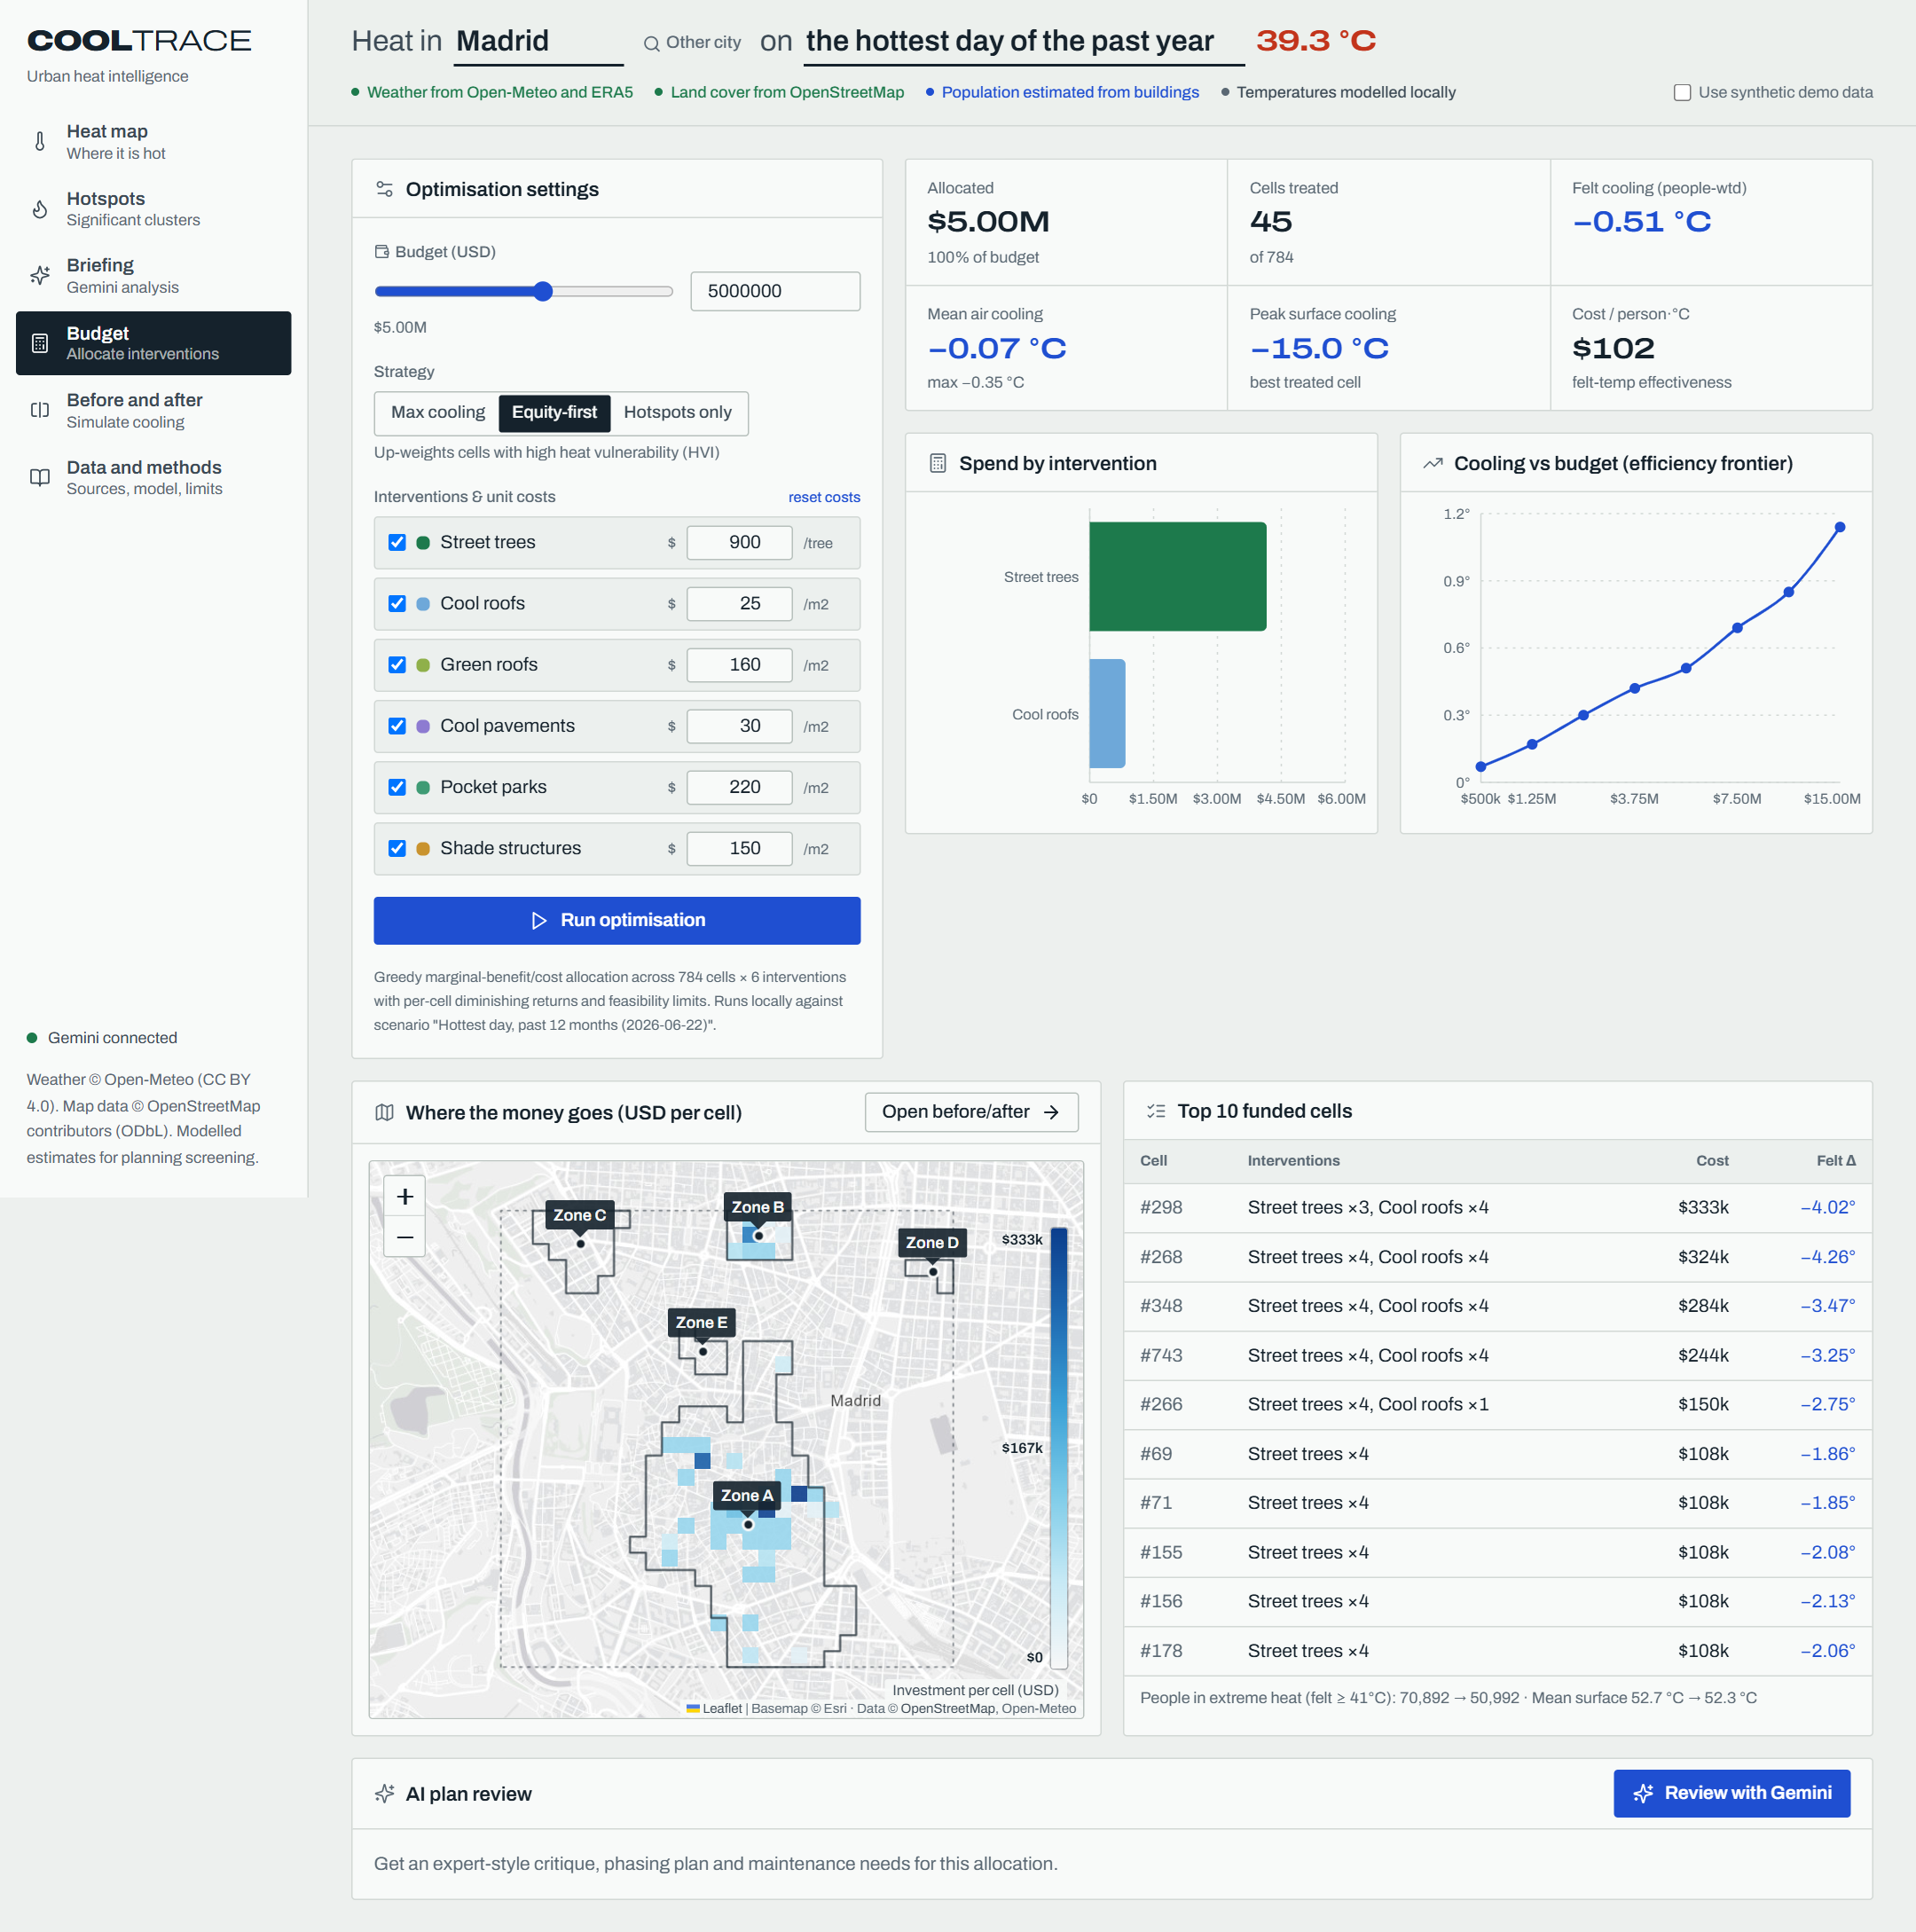 COOLTRACE
Urban heat intelligence
Heat map
Where it is hot
Hotspots
Significant clusters
Briefing
Gemini analysis
Budget
Allocate interventions
Before and after
Simulate cooling
Data and methods
Sources, model, limits
Gemini connected
Weather © Open-Meteo (CC BY
4.0). Map data © OpenStreetMap
contributors (ODbL). Modelled
estimates for planning screening.
Heat in Madrid Other city on the hottest day of the past year 39.3 °C
Weather from Open-Meteo and ERA5 Land cover from OpenStreetMap Population estimated from buildings Temperatures modelled locally Use synthetic demo data
Optimisation settings
Budget (USD)
5000000
$5.00M
Strategy
Max cooling Equity-first Hotspots only
Up-weights cells with high heat vulnerability (HVI)
Interventions & unit costs reset costs
Street trees $ 900 /tree
Cool roofs $ 25 /m2
Green roofs $ 160 /m2
Cool pavements $ 30 /m2
Pocket parks $ 220 /m2
Shade structures $ 150 /m2
Run optimisation
Greedy marginal-benefit/cost allocation across 784 cells × 6 interventions
with per-cell diminishing returns and feasibility limits. Runs locally against
scenario "Hottest day, past 12 months (2026-06-22)".
Allocated
$5.00M
100% of budget
Cells treated
45
of 784
Felt cooling (people-wtd)
−0.51 °C
Mean air cooling
−0.07 °C
max −0.35 °C
Peak surface cooling
−15.0 °C
best treated cell
Cost / person·°C
$102
felt-temp effectiveness
Spend by intervention
Street trees
Cool roofs
$0 $1.50M $3.00M $4.50M $6.00M
Cooling vs budget (efficiency frontier)
1.2°
0.9°
0.6°
0.3°
0°
$500k $1.25M $3.75M $7.50M $15.00M
Where the money goes (USD per cell)
Open before/after
+
−
Zone C
Zone B
Zone D
Zone E
Madrid
Zone A
$333k
$167k
$0
Investment per cell (USD)
Leaflet | Basemap © Esri · Data © OpenStreetMap, Open-Meteo
Top 10 funded cells
Cell Interventions Cost Felt Δ
#298 Street trees ×3, Cool roofs ×4 $333k −4.02°
#268 Street trees ×4, Cool roofs ×4 $324k −4.26°
#348 Street trees ×4, Cool roofs ×4 $284k −3.47°
#743 Street trees ×4, Cool roofs ×4 $244k −3.25°
#266 Street trees ×4, Cool roofs ×1 $150k −2.75°
#69 Street trees ×4 $108k −1.86°
#71 Street trees ×4 $108k −1.85°
#155 Street trees ×4 $108k −2.08°
#156 Street trees ×4 $108k −2.13°
#178 Street trees ×4 $108k −2.06°
People in extreme heat (felt ≥ 41°C): 70,892 → 50,992 · Mean surface 52.7 °C → 52.3 °C
AI plan review
Review with Gemini
Get an expert-style critique, phasing plan and maintenance needs for this allocation.